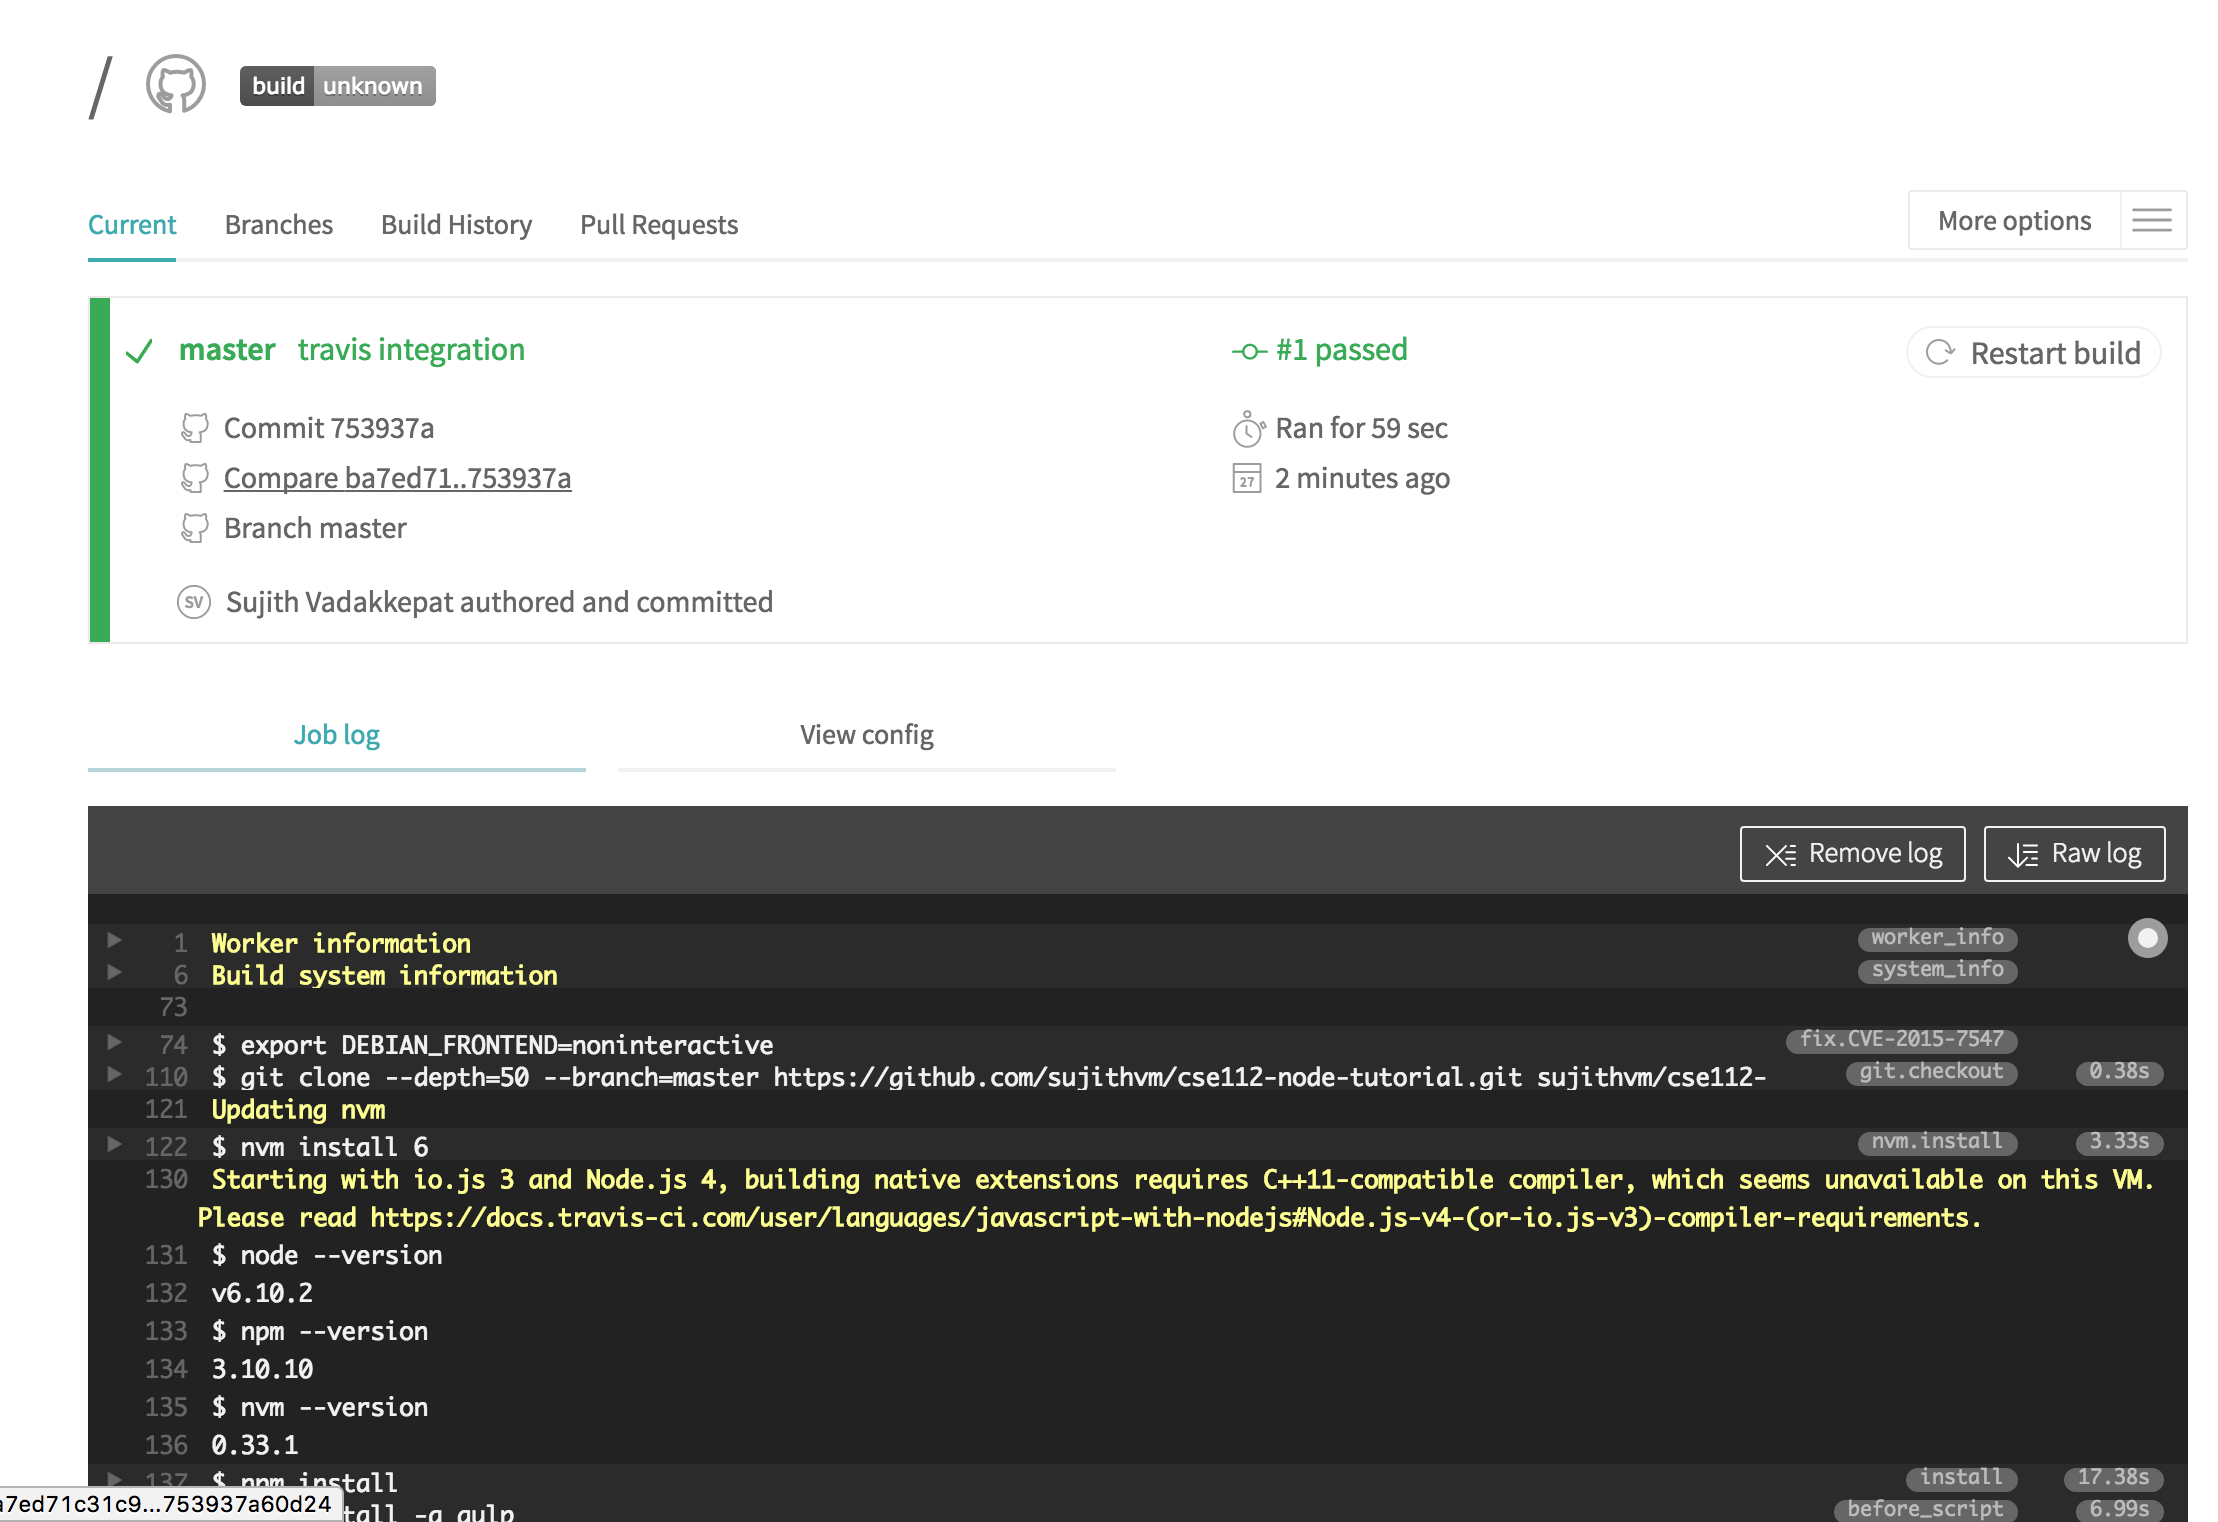 / build unknown
Current Branches Build History Pull Requests More options
master travis integration #1 passed Restart build
Commit 753937a Ran for 59 sec
Compare ba7ed71..753937a 27 2 minutes ago
Branch master
SV Sujith Vadakkepat authored and committed
Job log View config
Remove log Raw log
1 Worker information worker_info
6 Build system information system_info
73
74 $ export DEBIAN_FRONTEND=noninteractive fix.CVE-2015-7547
110 $ git clone --depth=50 --branch=master https://github.com/sujithvm/cse112-node-tutorial.git sujithvm/cse112- git.checkout 0.38s
121 Updating nvm
122 $ nvm install 6 nvm.install 3.33s
130 Starting with io.js 3 and Node.js 4, building native extensions requires C++11-compatible compiler, which seems unavailable on this VM.
Please read https://docs.travis-ci.com/user/languages/javascript-with-nodejs#Node.js-v4-(or-io.js-v3)-compiler-requirements.
131 $ node --version
132 v6.10.2
133 $ npm --version
134 3.10.10
135 $ nvm --version
136 0.33.1
137 $ npm install install 17.38s
a7ed71c31c9...753937a60d24 tall -g gulp before_script 6.99s